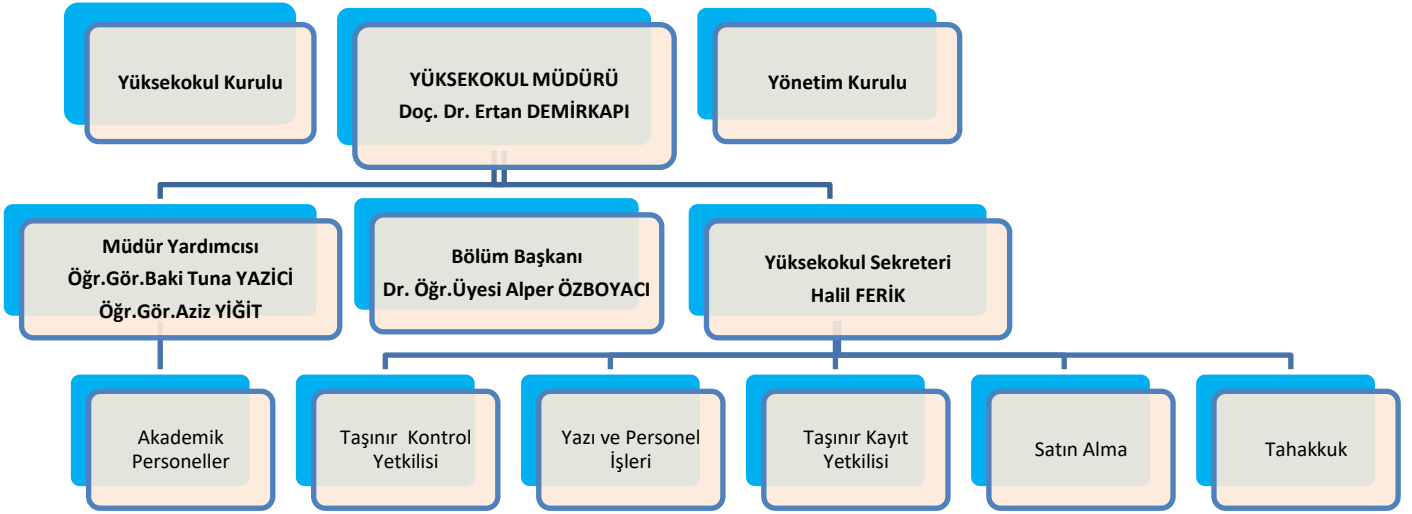 Yüksekokul Kurulu
YÜKSEKOKUL MÜDÜRÜ
Doç. Dr. Ertan DEMİRKAPI
Yönetim Kurulu
Müdür Yardımcısı
Öğr.Gör.Baki Tuna YAZİCİ
Öğr.Gör.Aziz YİĞİT
Bölüm Başkanı
Dr. Öğr.Üyesi Alper ÖZBOYACI
Yüksekokul Sekreteri
Halil FERİK
Akademik
Personeller
Taşınır Kontrol
Yetkilisi
Yazı ve Personel
İşleri
Taşınır Kayıt
Yetkilisi
Satın Alma
Tahakkuk